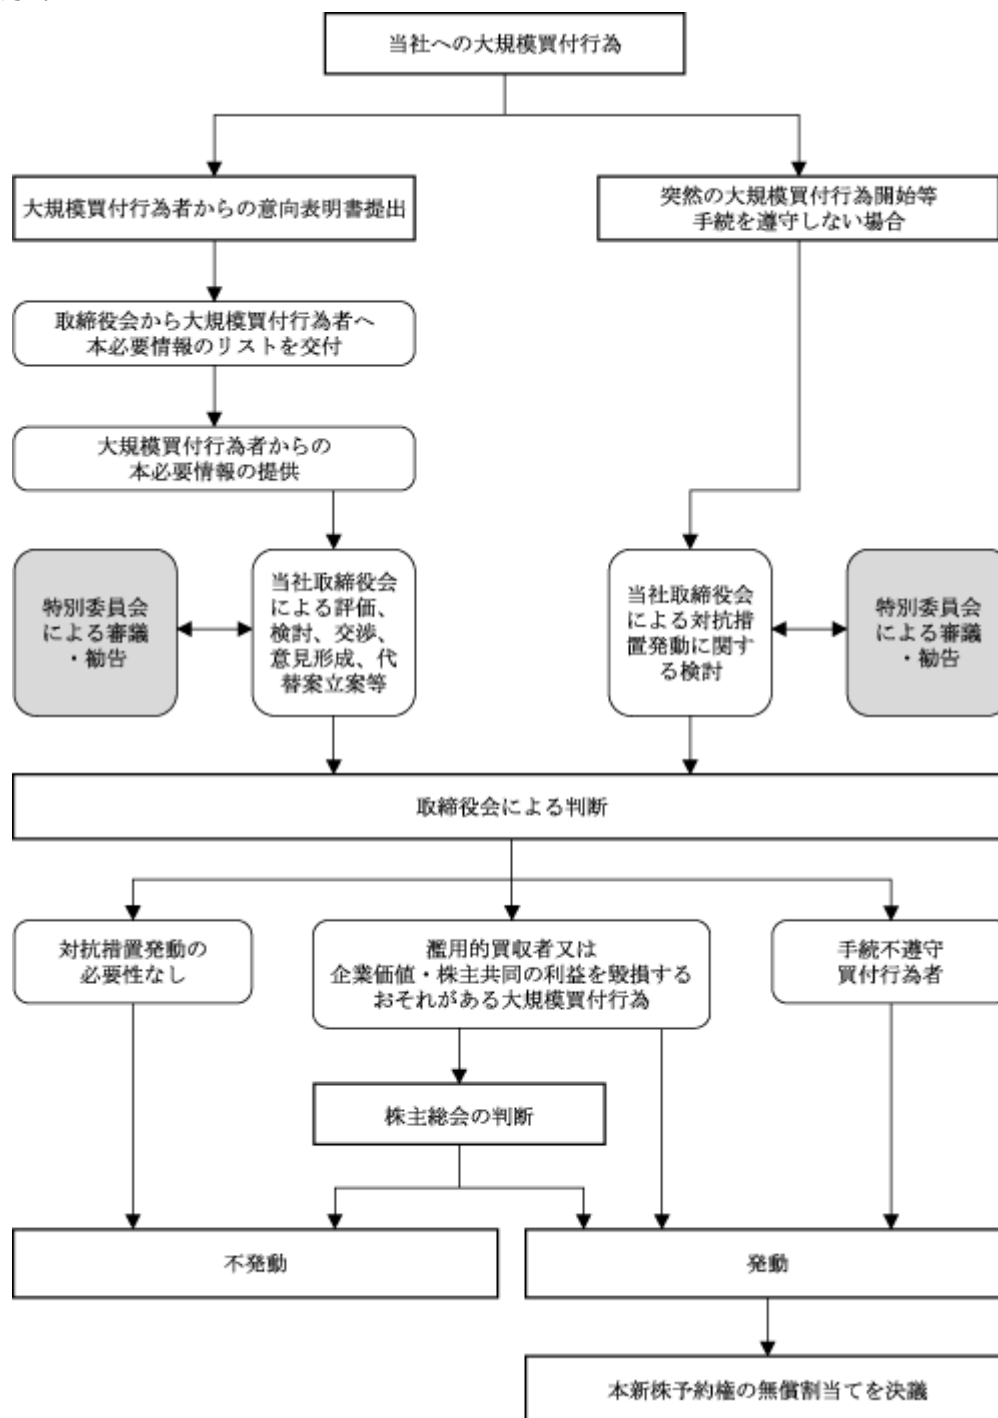 当社への大規模買付行為
大規模買付行為者からの意向表明書提出
突然の大規模買付行為開始等
手続を遵守しない場合
取締役会から大規模買付行為者へ
本必要情報のリストを交付
大規模買付行為者からの
本必要情報の提供
特別委員会
による審議
・勧告
当社取締役会
による評価、
検討、交渉、
意見形成、代
替案立案等
当社取締役会
による対抗措
置発動に関す
る検討
特別委員会
による審議
・勧告
取締役会による判断
対抗措置発動の
必要性なし
濫用的買収者又は
企業価値・株主共同の利益を毀損する
おそれがある大規模買付行為
手続不遵守
買付行為者
株主総会の判断
不発動
発動
本新株予約権の無償割当てを決議